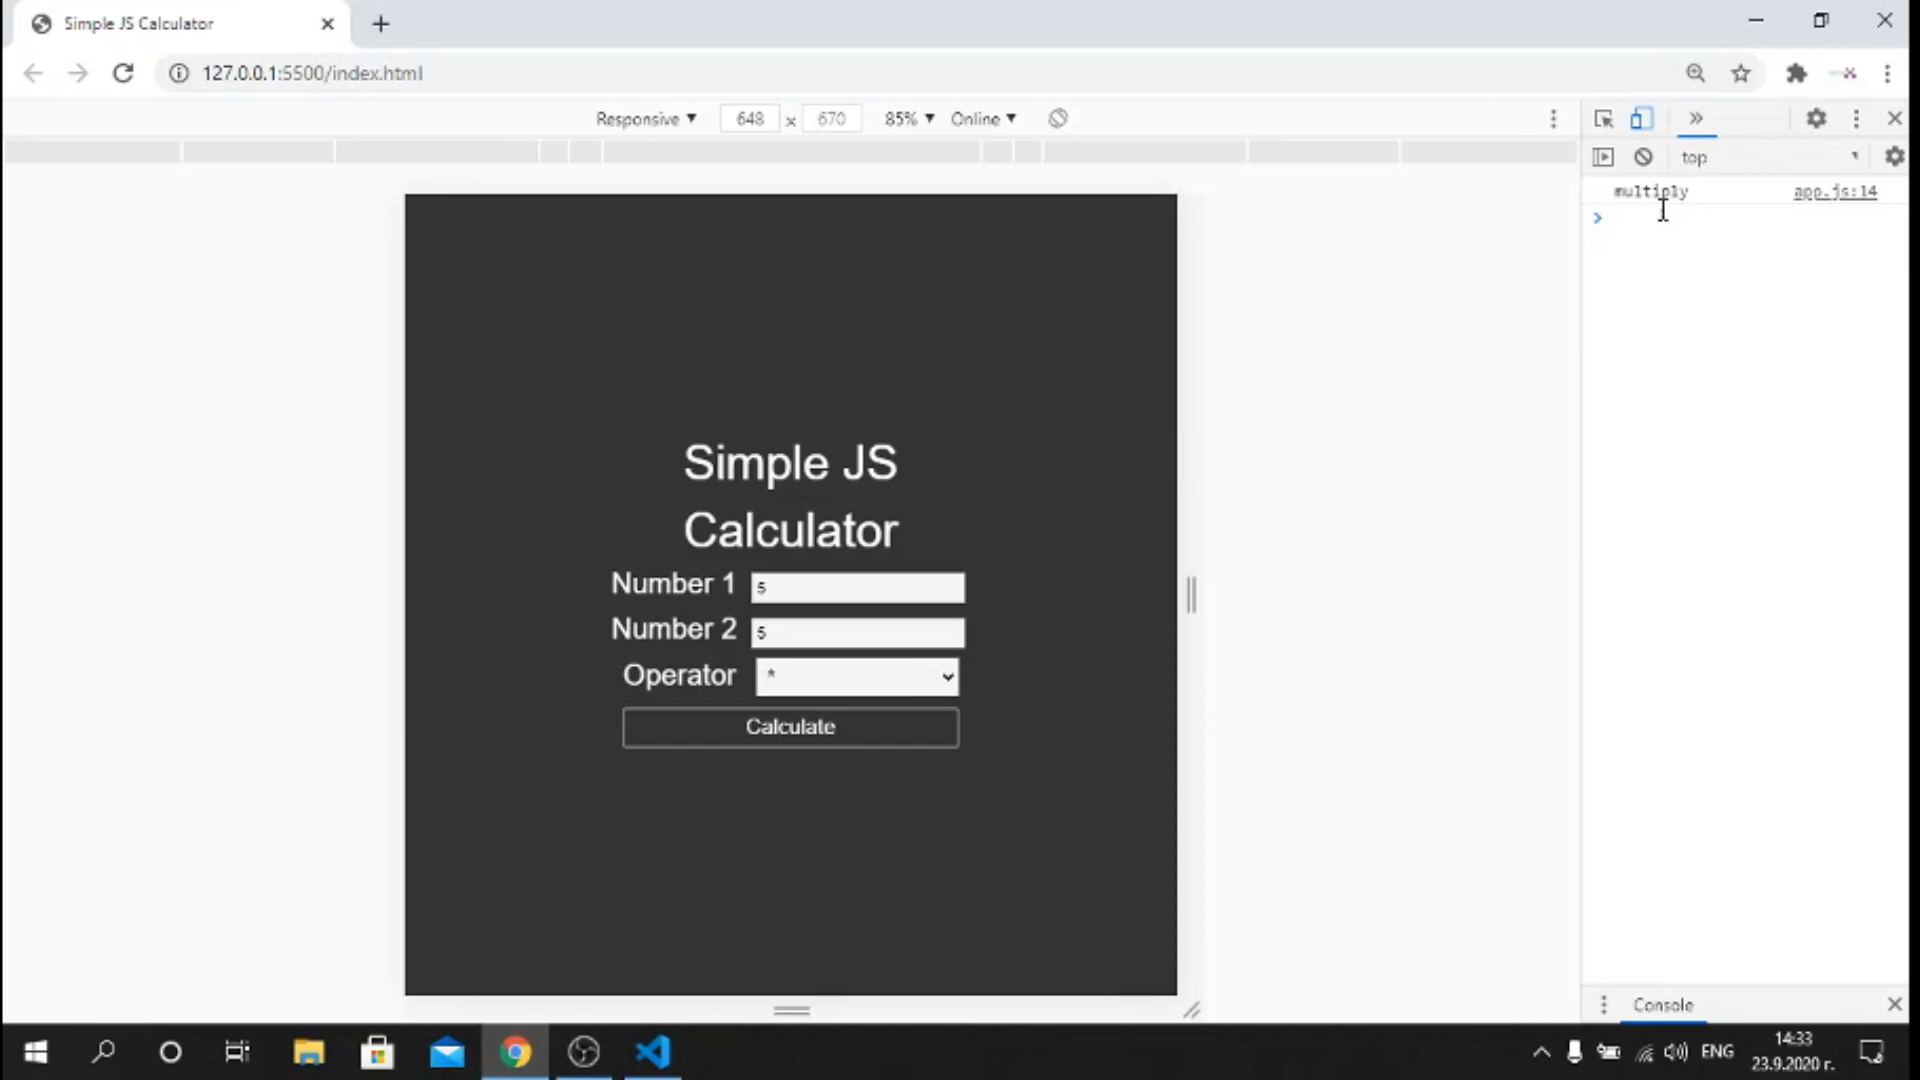 Simple JS Calculator
127.0.0.1:5500/index.html
Responsive ▼ 648 x 670 85% ▼ Online ▼
top
multiply app.js:14
Simple JS
Calculator
Number 1 5
Number 2 5
Operator *
Calculate
Console
ENG 14:33
23.9.2020 г.